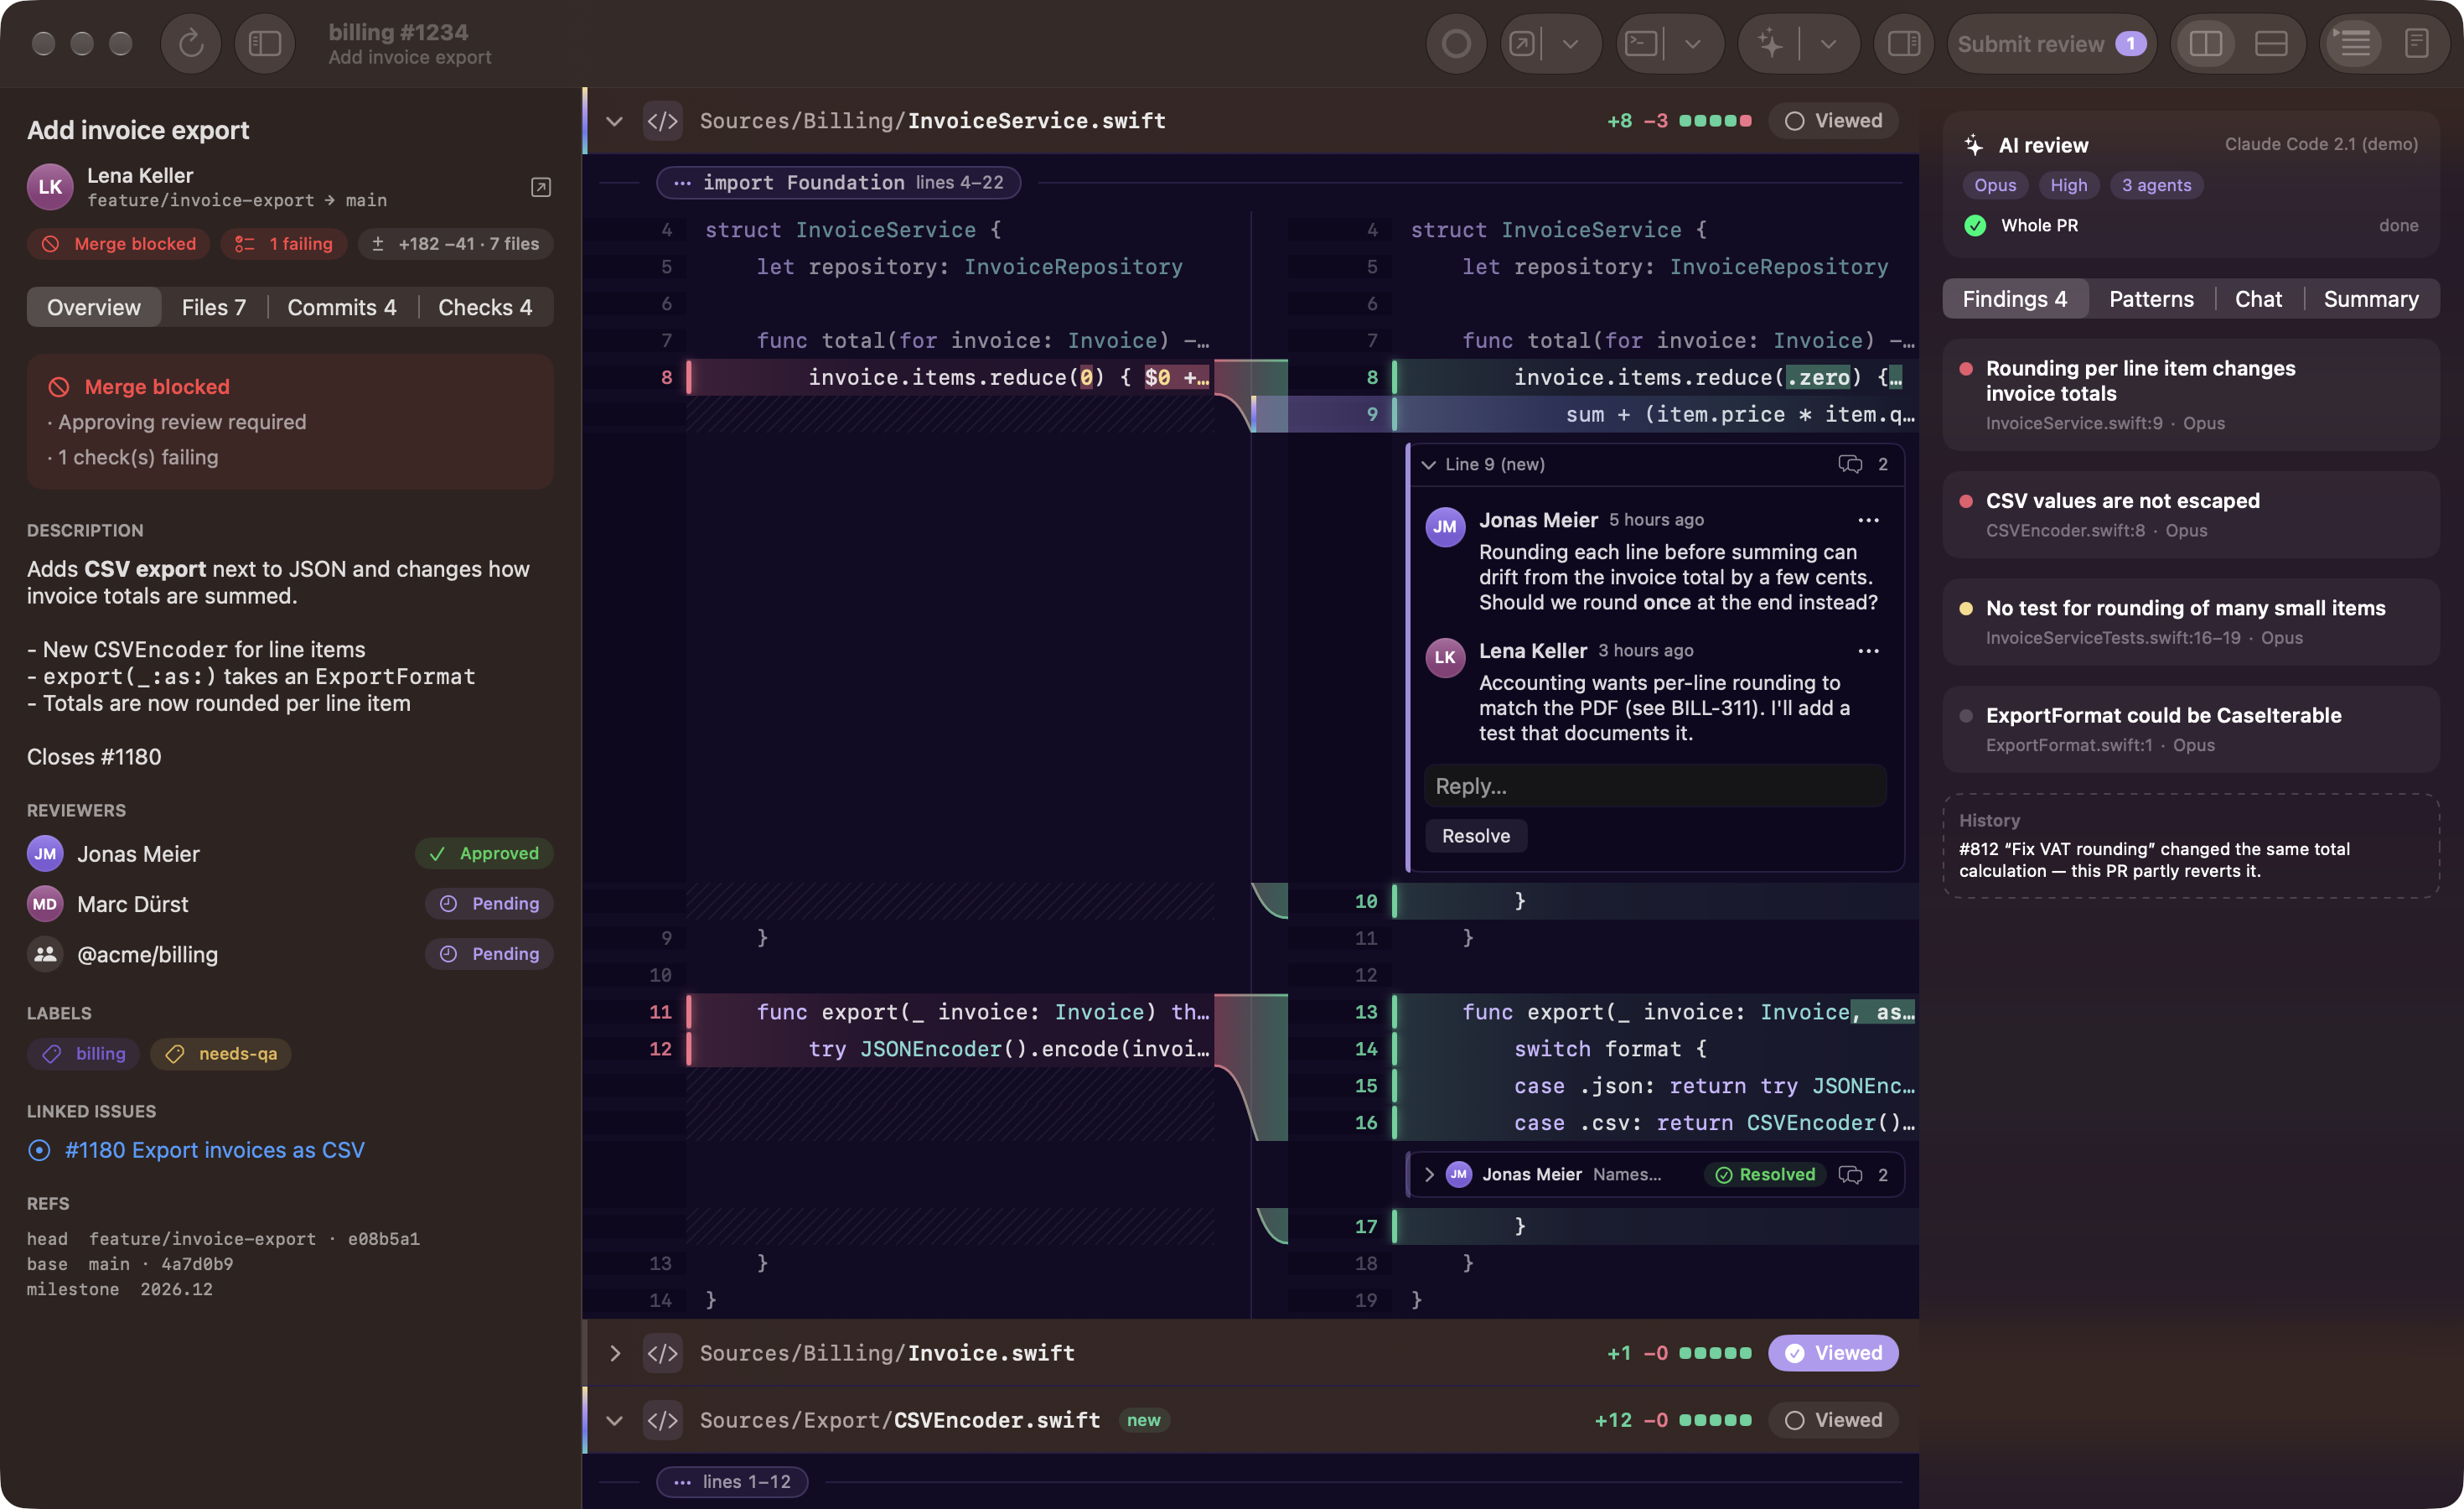 billing #1234
Add invoice export
Submit review 1
Add invoice export
LK
Lena Keller
feature/invoice-export → main
Merge blocked
1 failing
± +182 −41 · 7 files
Overview
Files 7
Commits 4
Checks 4
Merge blocked
· Approving review required
· 1 check(s) failing
DESCRIPTION
Adds CSV export next to JSON and changes how
invoice totals are summed.
- New CSVEncoder for line items
- export(_:as:) takes an ExportFormat
- Totals are now rounded per line item
Closes #1180
REVIEWERS
JM Jonas Meier Approved
MD Marc Dürst Pending
@acme/billing Pending
LABELS
billing
needs-qa
LINKED ISSUES
#1180 Export invoices as CSV
REFS
head feature/invoice-export · e08b5a1
base main · 4a7d0b9
milestone 2026.12
</> Sources/Billing/InvoiceService.swift +8 −3 Viewed
··· import Foundation lines 4–22
4 struct InvoiceService {
5 let repository: InvoiceRepository
6
7 func total(for invoice: Invoice) –…
8 invoice.items.reduce(0) { $0 +…
9 }
10
11 func export(_ invoice: Invoice) th…
12 try JSONEncoder().encode(invoi…
13 }
14 }
4 struct InvoiceService {
5 let repository: InvoiceRepository
6
7 func total(for invoice: Invoice) –…
8 invoice.items.reduce(.zero) {…
9 sum + (item.price * item.q…
Line 9 (new) 2
JM Jonas Meier 5 hours ago ···
Rounding each line before summing can
drift from the invoice total by a few cents.
Should we round once at the end instead?
LK Lena Keller 3 hours ago ···
Accounting wants per-line rounding to
match the PDF (see BILL-311). I'll add a
test that documents it.
Reply...
Resolve
10 }
11 }
12
13 func export(_ invoice: Invoice, as…
14 switch format {
15 case .json: return try JSONEnc…
16 case .csv: return CSVEncoder()…
JM Jonas Meier Names... Resolved 2
17 }
18 }
19 }
</> Sources/Billing/Invoice.swift +1 −0 Viewed
</> Sources/Export/CSVEncoder.swift new +12 −0 Viewed
··· lines 1–12
AI review Claude Code 2.1 (demo)
Opus High 3 agents
Whole PR done
Findings 4
Patterns
Chat
Summary
Rounding per line item changes
invoice totals
InvoiceService.swift:9 · Opus
CSV values are not escaped
CSVEncoder.swift:8 · Opus
No test for rounding of many small items
InvoiceServiceTests.swift:16–19 · Opus
ExportFormat could be CaseIterable
ExportFormat.swift:1 · Opus
History
#812 “Fix VAT rounding” changed the same total
calculation — this PR partly reverts it.